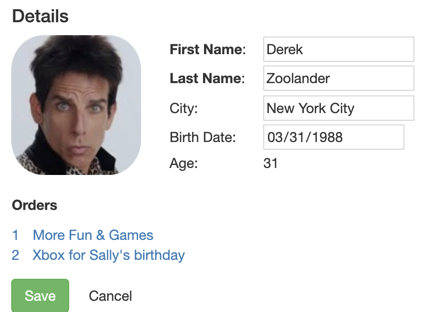 Details
First Name: Derek
Last Name: Zoolander
City: New York City
Birth Date: 03/31/1988
Age: 31
Orders
1 More Fun & Games
2 Xbox for Sally's birthday
Save Cancel